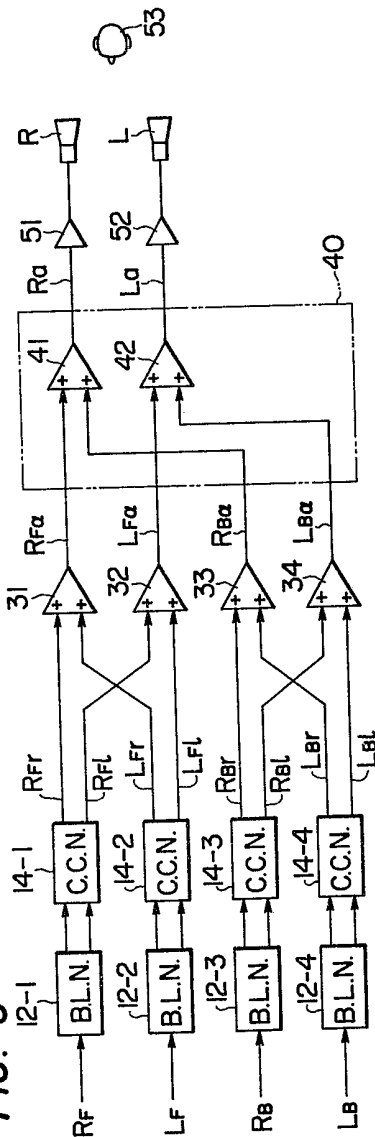 12-1
14-1
RFr
31
RFα
41
Ra
51
R
RF
B.L.N.
C.C.N.
RFl
+
+
+
+
53
12-2
14-2
LFr
32
LFα
42
La
52
L
LF
B.L.N.
C.C.N.
LFl
+
+
+
+
12-3
14-3
RBr
33
RBα
RB
B.L.N.
C.C.N.
RBl
+
+
12-4
14-4
LBr
34
LBα
40
LB
B.L.N.
C.C.N.
LBl
+
+